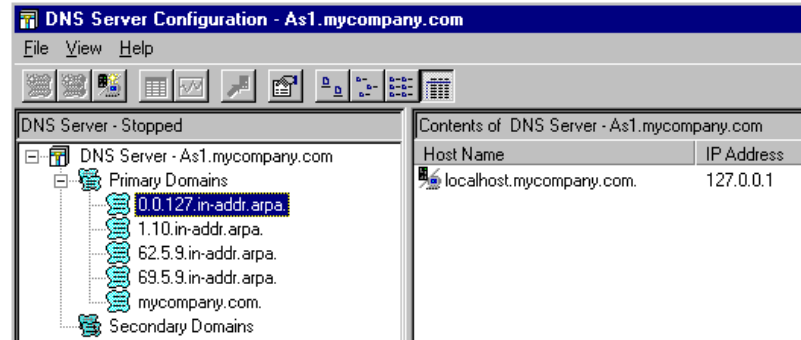 DNS Server Configuration - As1.mycompany.com
File View Help
DNS Server - Stopped
DNS Server - As1.mycompany.com
Primary Domains
0.0.127.in-addr.arpa.
1.10.in-addr.arpa.
62.5.9.in-addr.arpa.
69.5.9.in-addr.arpa.
mycompany.com.
Secondary Domains
Contents of DNS Server - As1.mycompany.com
Host Name IP Address
localhost.mycompany.com. 127.0.0.1